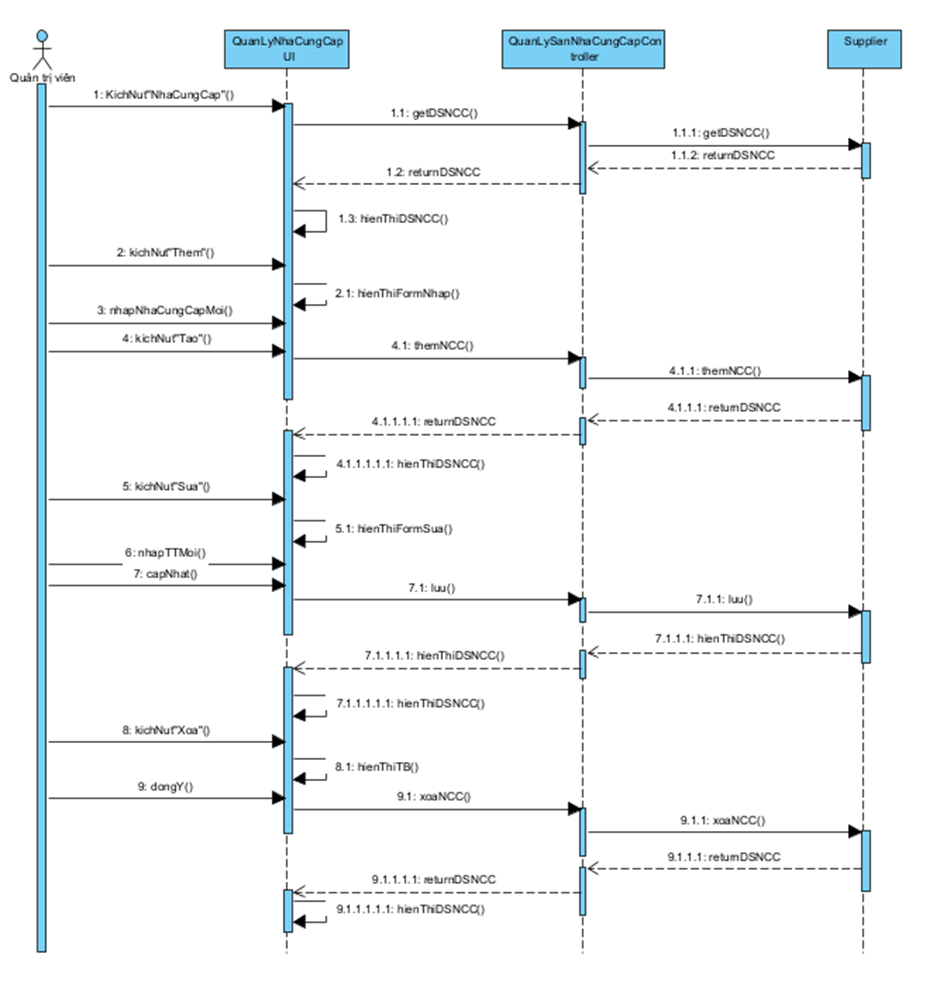 QuanLyNhaCungCap
UI
QuanLySanNhaCungCapCon
troller
Supplier
Quản trị viên
1: KichNut"NhaCungCap"()
1.1: getDSNCC()
1.1.1: getDSNCC()
1.1.2: returnDSNCC
1.2: returnDSNCC
1.3: hienThiDSNCC()
2: kichNut"Them"()
2.1: hienThiFormNhap()
3: nhapNhaCungCapMoi()
4: kichNut"Tao"()
4.1: themNCC()
4.1.1: themNCC()
4.1.1.1: returnDSNCC
4.1.1.1.1: returnDSNCC
4.1.1.1.1.1: hienThiDSNCC()
5: kichNut"Sua"()
5.1: hienThiFormSua()
6: nhapTTMoi()
7: capNhat()
7.1: luu()
7.1.1: luu()
7.1.1.1: hienThiDSNCC()
7.1.1.1.1: hienThiDSNCC()
7.1.1.1.1.1: hienThiDSNCC()
8: kichNut"Xoa"()
8.1: hienThiTB()
9: dongY()
9.1: xoaNCC()
9.1.1: xoaNCC()
9.1.1.1: returnDSNCC
9.1.1.1.1: returnDSNCC
9.1.1.1.1.1: hienThiDSNCC()